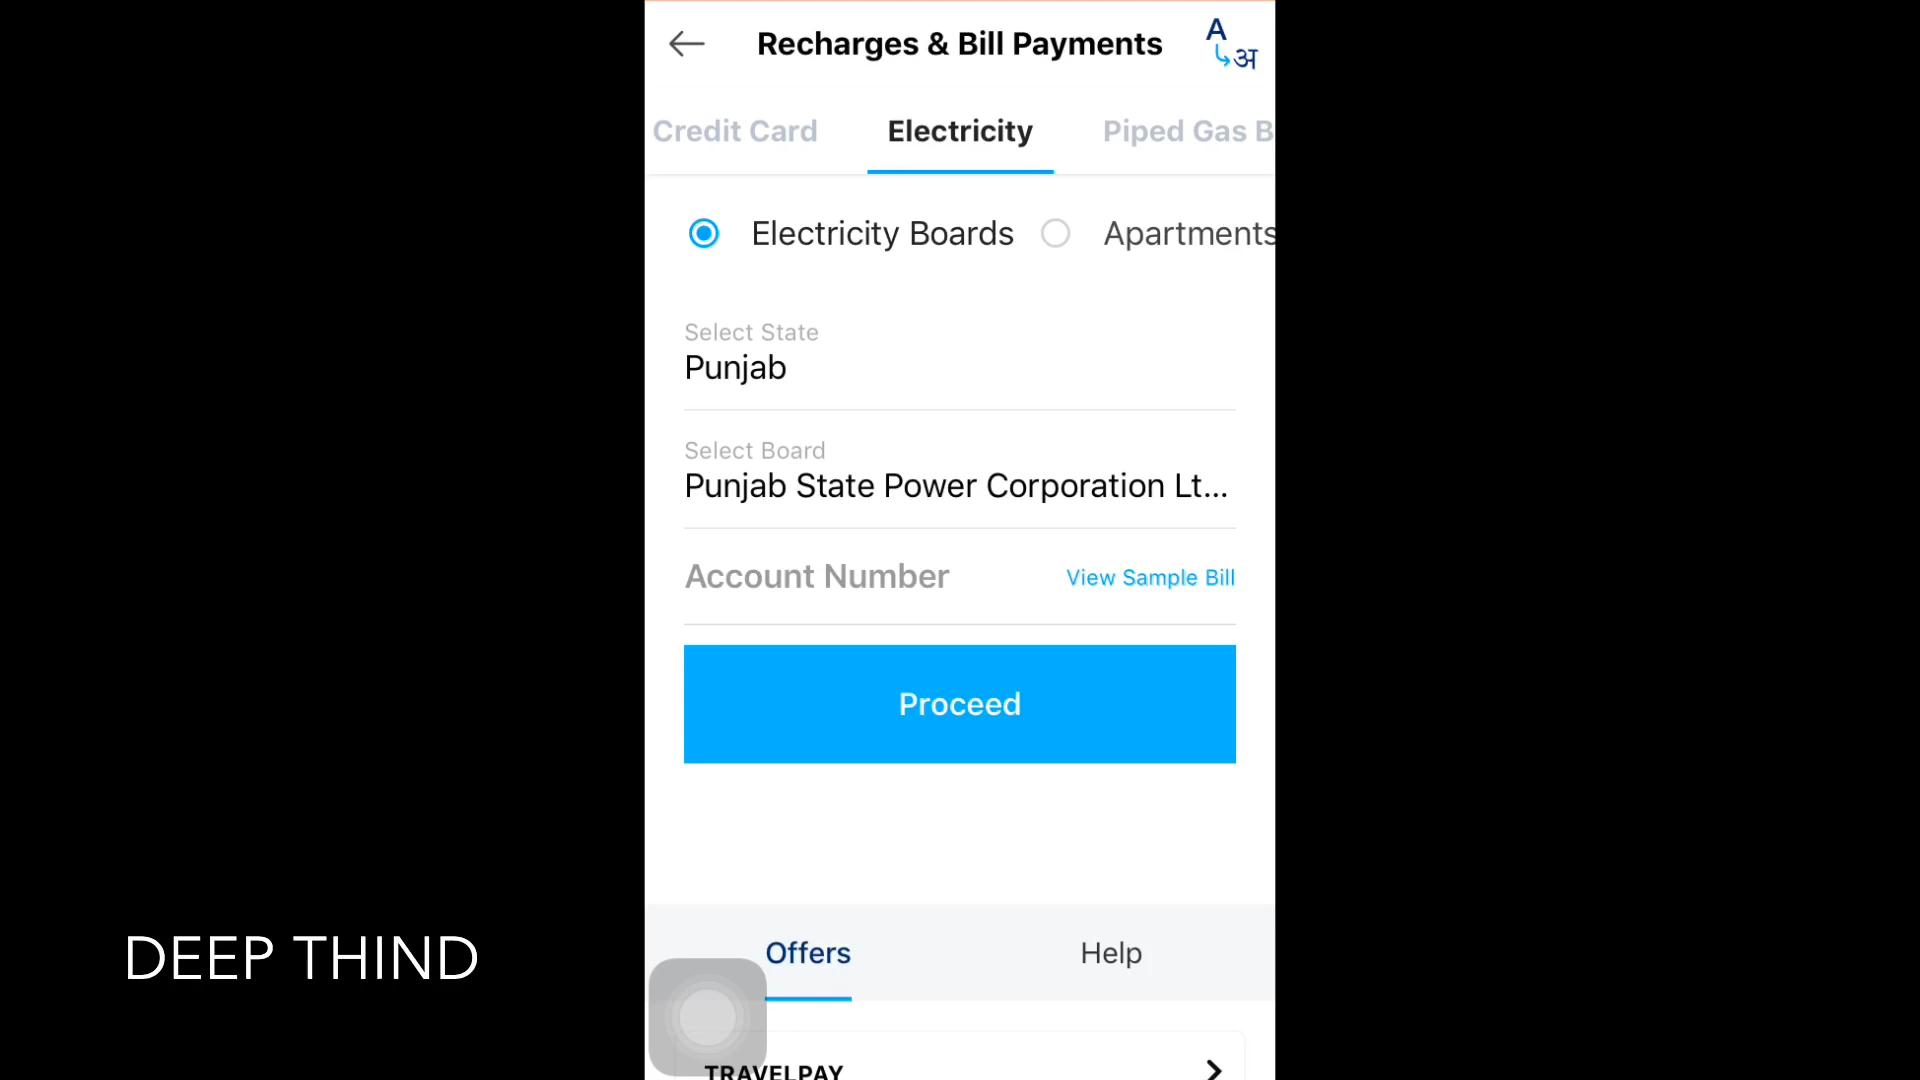 Recharges & Bill Payments
A
अ
Credit Card
Electricity
Piped Gas B
Electricity Boards
Apartments
Select State
Punjab
Select Board
Punjab State Power Corporation Lt...
Account Number
View Sample Bill
Proceed
Offers
Help
DEEP THIND
TRAVELPAY